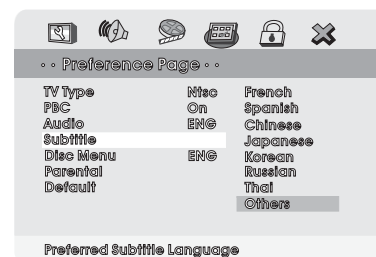 ·· Preference Page ··
TV Type Ntsc French
PBC On Spanish
Audio ENG Chinese
Subtitle Japanese
Disc Menu ENG Korean
Parental Russian
Default Thai
Others
Preferred Subtitle Language